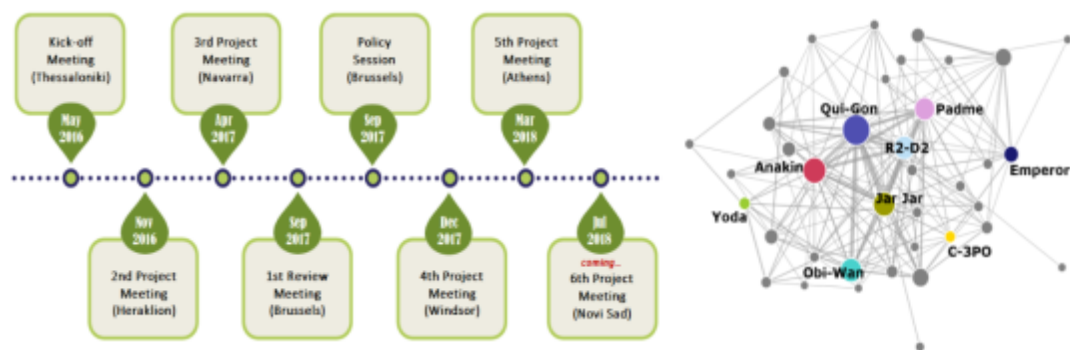 Kick-off
Meeting
(Thessaloniki)
May
2016
3rd Project
Meeting
(Navarra)
Apr
2017
Policy
Session
(Brussels)
Sep
2017
5th Project
Meeting
(Athens)
Mar
2018
Nov
2016
2nd Project
Meeting
(Heraklion)
Sep
2017
1st Review
Meeting
(Brussels)
Dec
2017
4th Project
Meeting
(Windsor)
Jul
2018
coming...
6th Project
Meeting
(Novi Sad)
Qui-Gon
Padme
R2-D2
Anakin
Emperor
Jar Jar
Yoda
C-3PO
Obi-Wan